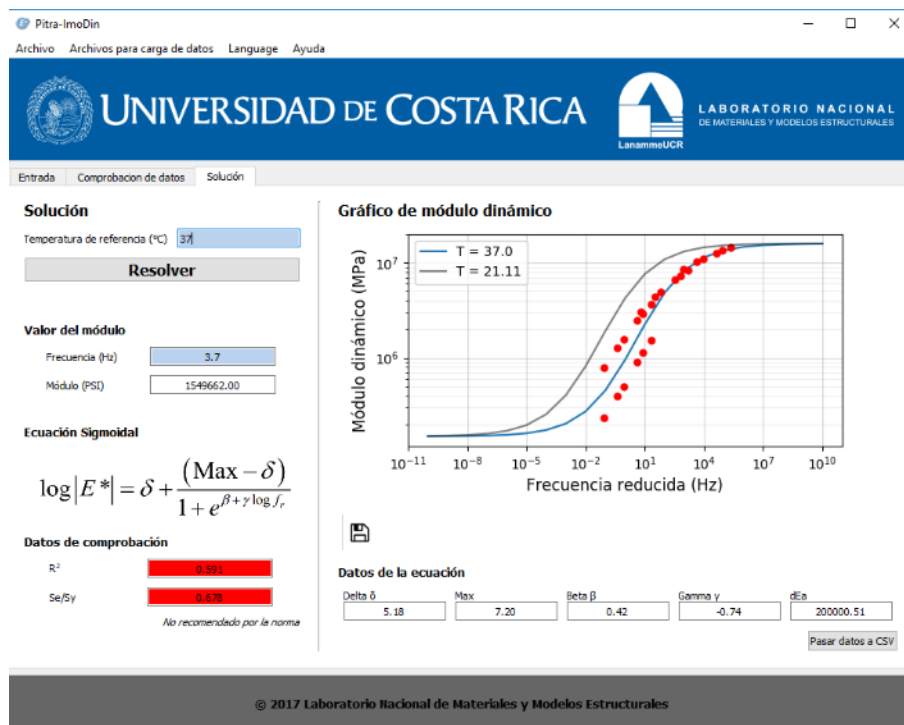 Pitra-ImoDin
Archivo Archivos para carga de datos Language Ayuda
UNIVERSIDAD DE COSTA RICA
LanammeUCR
LABORATORIO NACIONAL
DE MATERIALES Y MODELOS ESTRUCTURALES
Entrada Comprobacion de datos Solución
Solución
Temperatura de referencia (°C) 37
Resolver
Valor del módulo
Frecuencia (Hz) 3.7
Módulo (PSI) 1549662.00
Ecuación Sigmoidal
log|E*| = δ + (Max − δ) / 1 + e^{β+γ log f_r}
Datos de comprobación
R² 0.591
Se/Sy 0.678
No recomendado por la norma
Gráfico de módulo dinámico
T = 37.0
T = 21.11
Módulo dinámico (MPa)
10⁷
10⁶
10⁻¹¹ 10⁻⁸ 10⁻⁵ 10⁻² 10¹ 10⁴ 10⁷ 10¹⁰
Frecuencia reducida (Hz)
Datos de la ecuación
Delta δ Max Beta β Gamma γ dEa
5.18 7.20 0.42 -0.74 200000.51
Pasar datos a CSV
© 2017 Laboratorio Nacional de Materiales y Modelos Estructurales